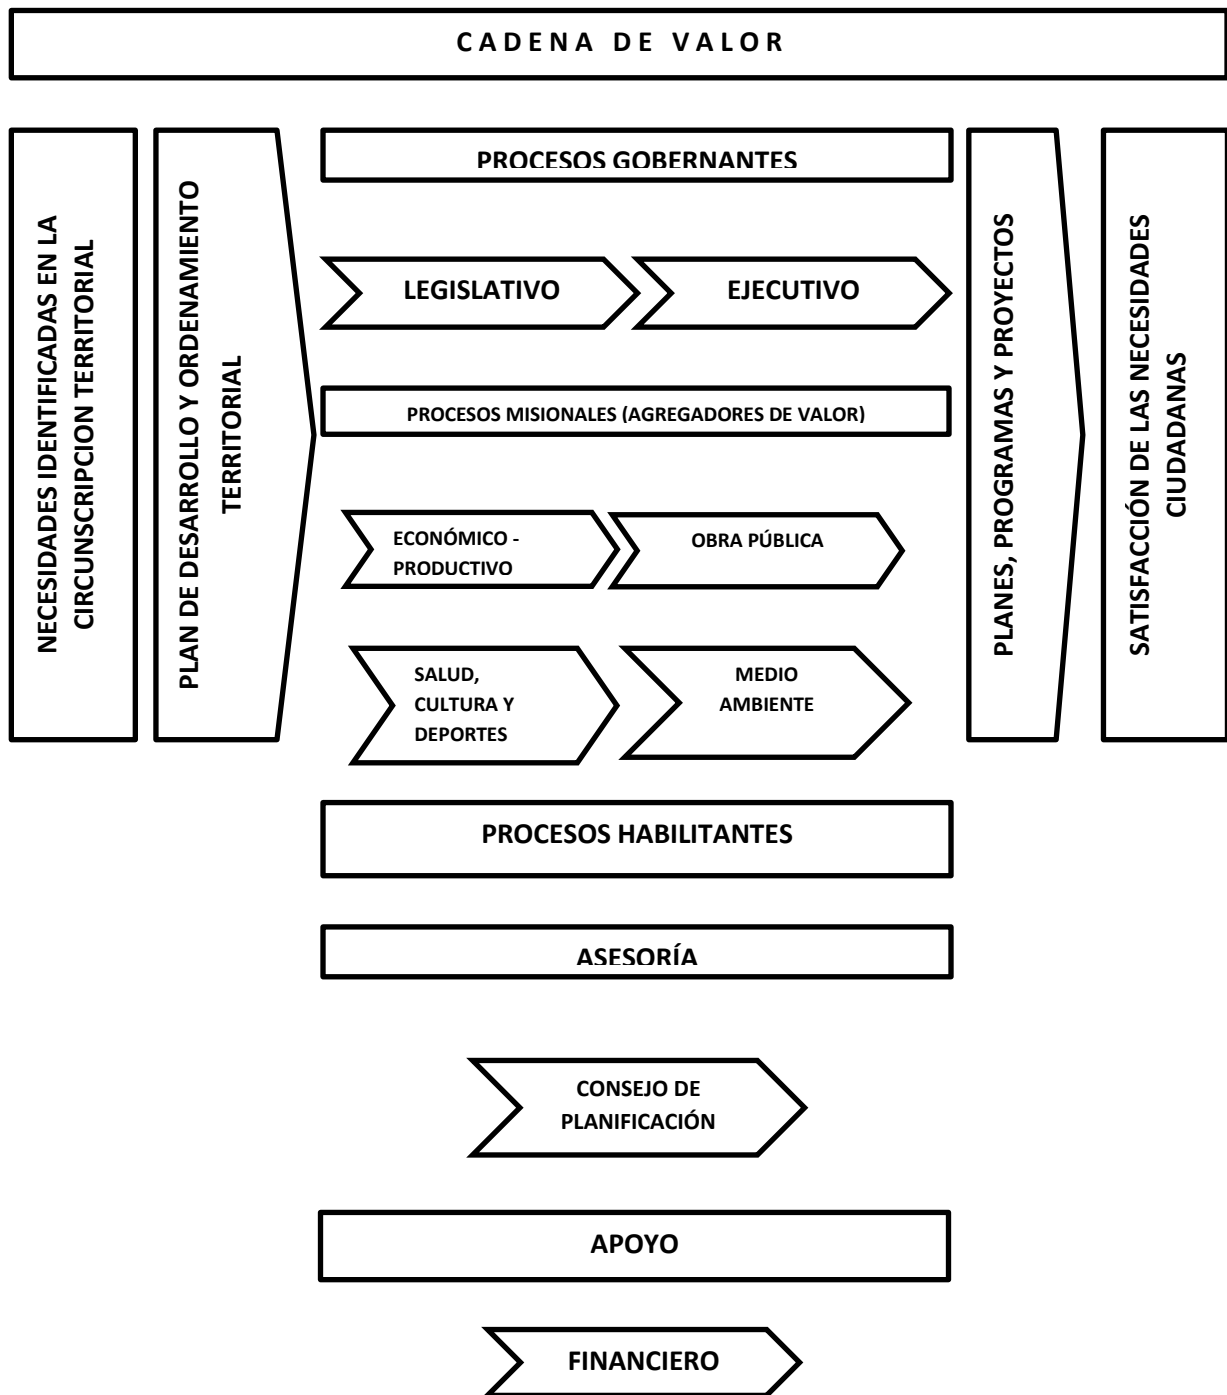 CADENA DE VALOR
NECESIDADES IDENTIFICADAS EN LA
CIRCUNSCRIPCION TERRITORIAL
PLAN DE DESARROLLO Y ORDENAMIENTO
TERRITORIAL
PROCESOS GOBERNANTES
LEGISLATIVO
EJECUTIVO
PROCESOS MISIONALES (AGREGADORES DE VALOR)
ECONÓMICO -
PRODUCTIVO
OBRA PÚBLICA
SALUD,
CULTURA Y
DEPORTES
MEDIO
AMBIENTE
PLANES, PROGRAMAS Y PROYECTOS
SATISFACCIÓN DE LAS NECESIDADES
CIUDADANAS
PROCESOS HABILITANTES
ASESORÍA
CONSEJO DE
PLANIFICACIÓN
APOYO
FINANCIERO